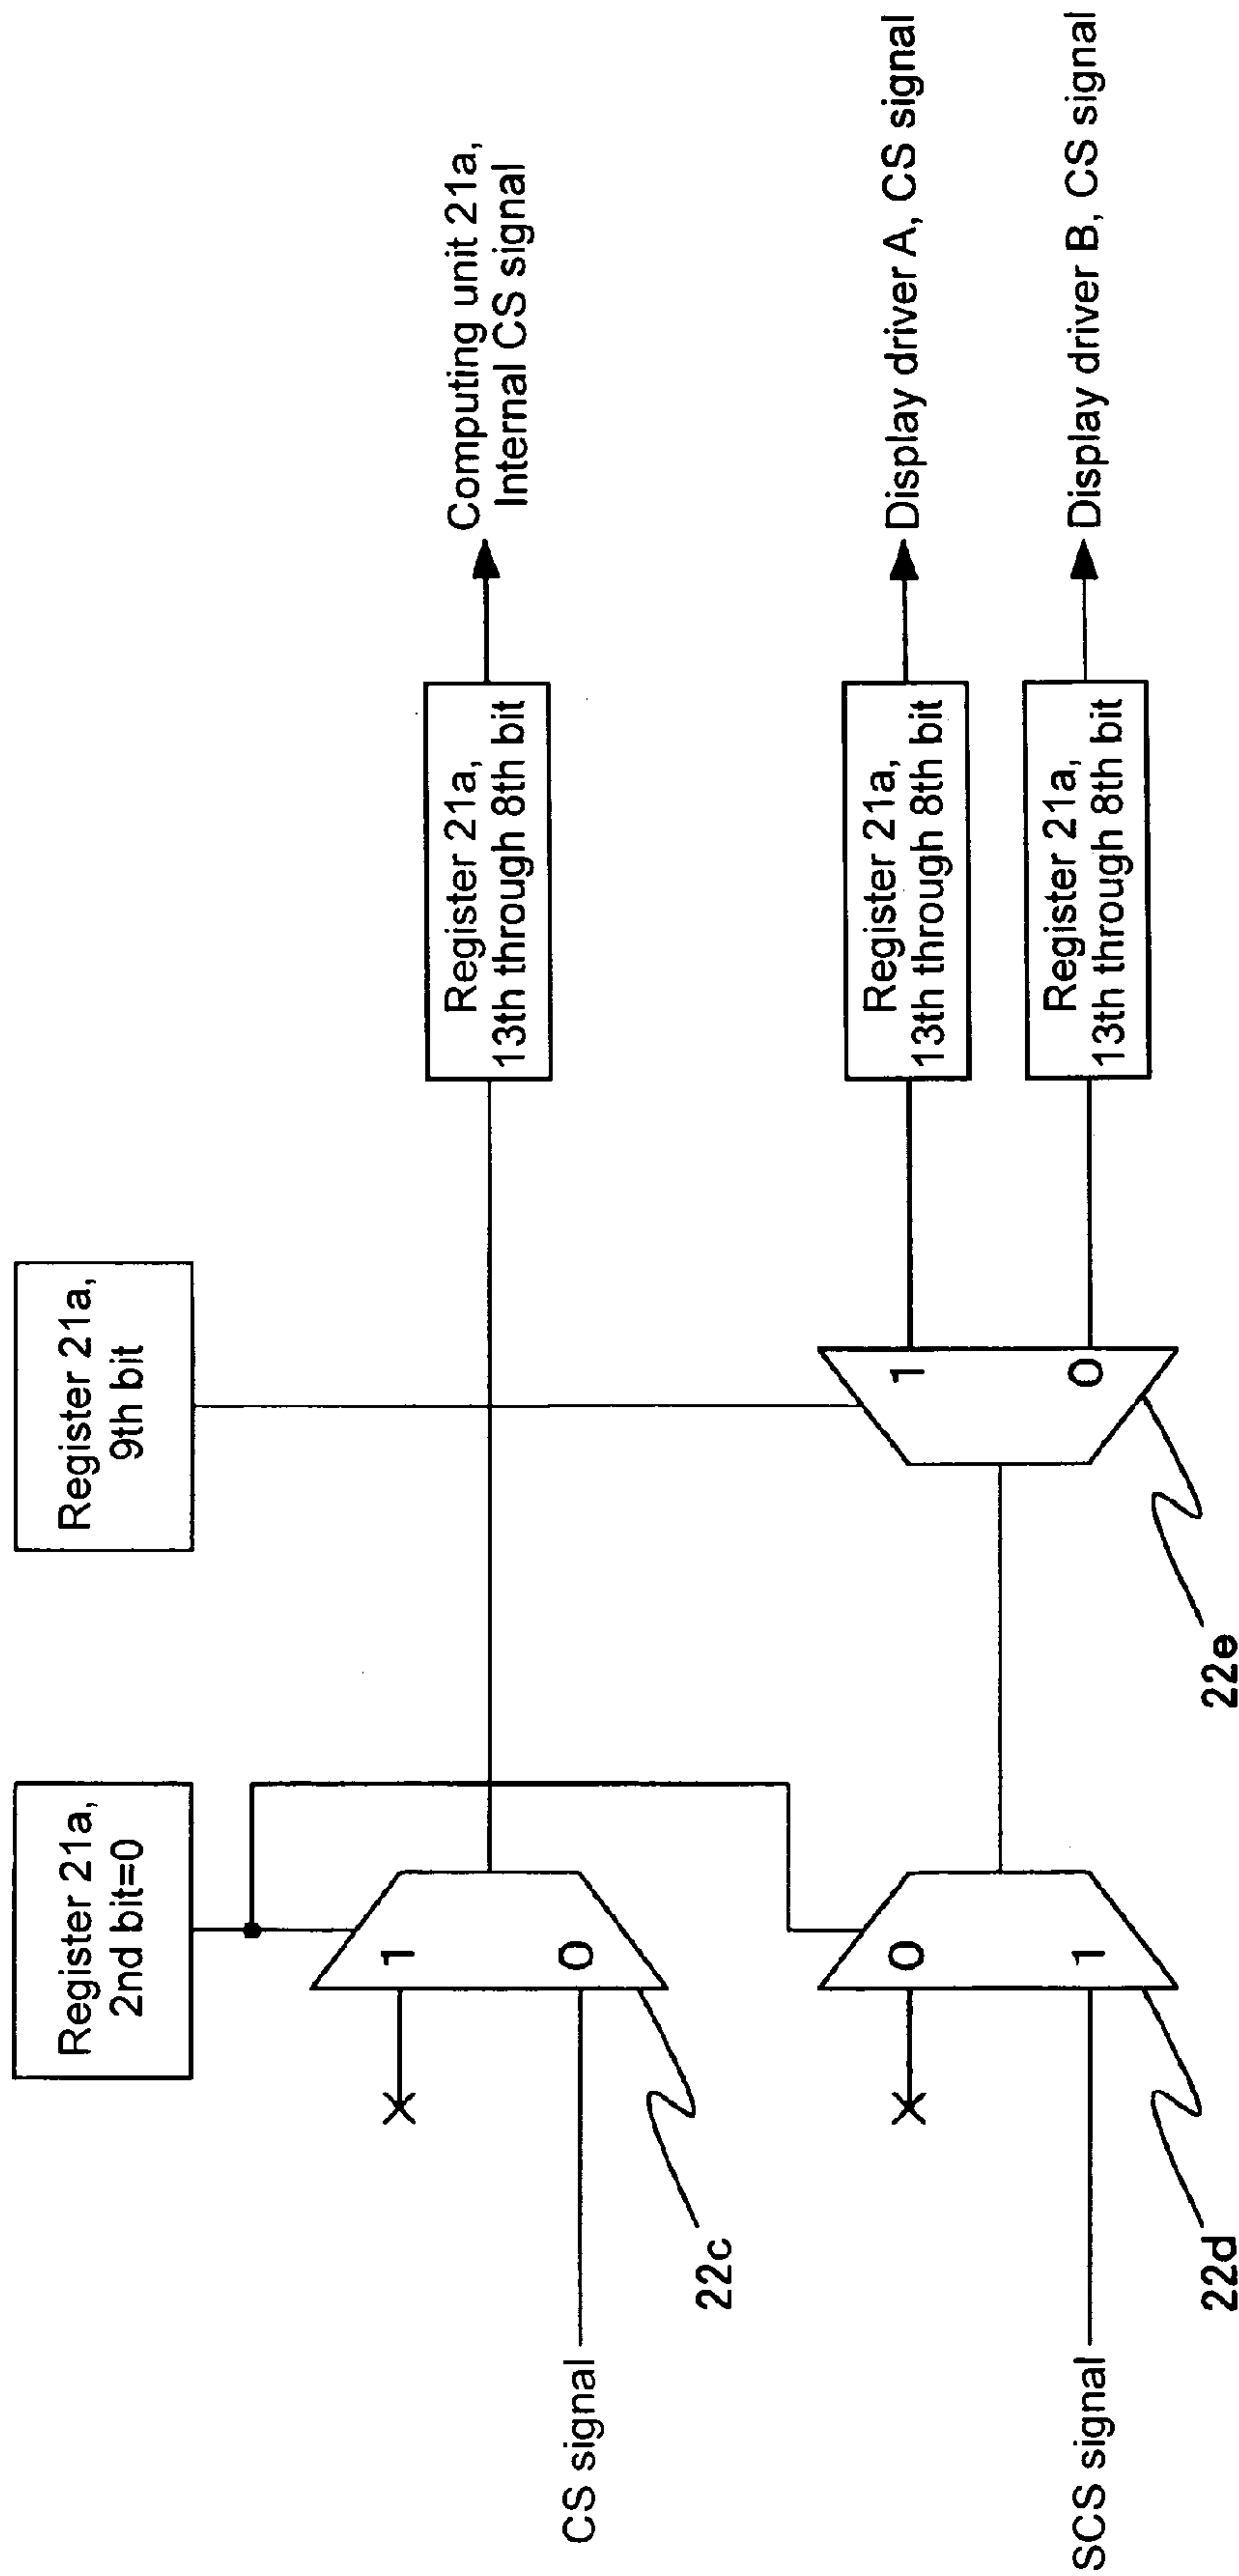 Register 21a,
2nd bit=0
Register 21a,
9th bit
1
0
CS signal
22c
Register 21a,
13th through 8th bit
Computing unit 21a,
Internal CS signal
0
1
SCS signal
22d
1
0
22e
Register 21a,
13th through 8th bit
Display driver A, CS signal
Register 21a,
13th through 8th bit
Display driver B, CS signal